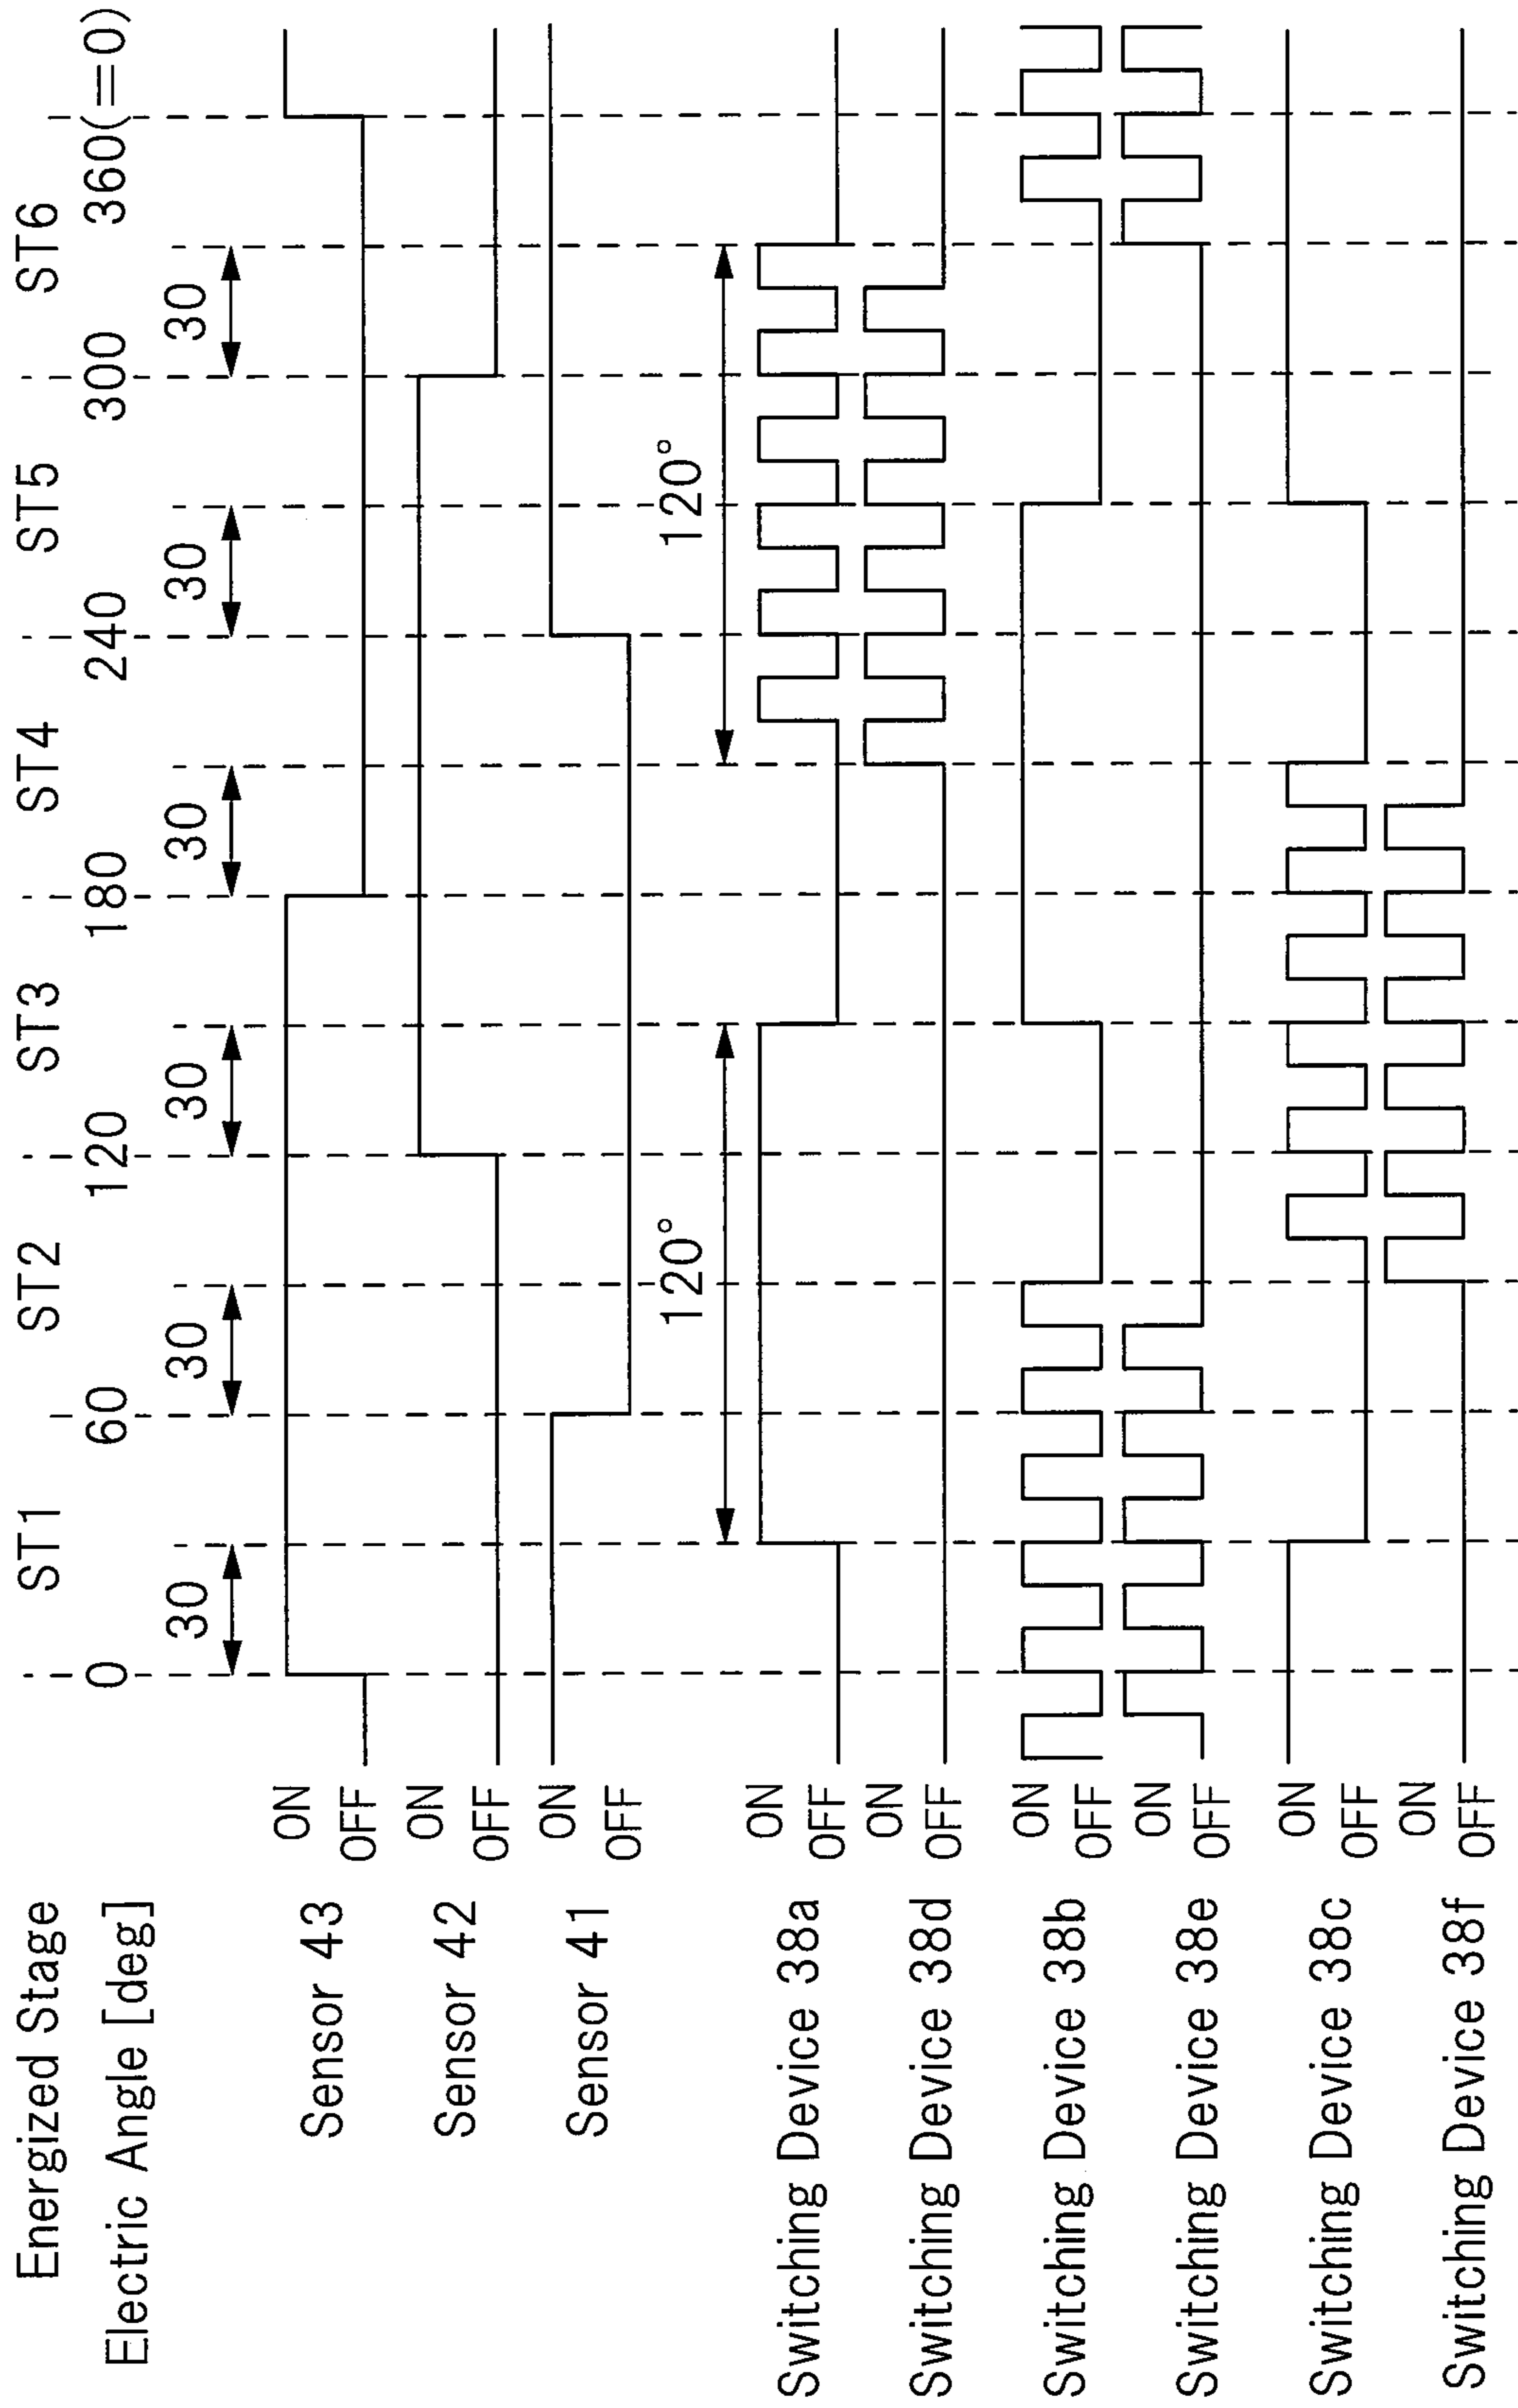 Energized Stage ST1 ST2 ST3 ST4 ST5 ST6
Electric Angle [deg] 0 60 120 180 240 300 360(=0)
30 30 30 30 30 30
Sensor 43 ON
OFF
Sensor 42 ON
OFF
Sensor 41 ON
OFF
120° 120°
Switching Device 38a ON
OFF
Switching Device 38d ON
OFF
Switching Device 38b ON
OFF
Switching Device 38e ON
OFF
Switching Device 38c ON
OFF
Switching Device 38f ON
OFF